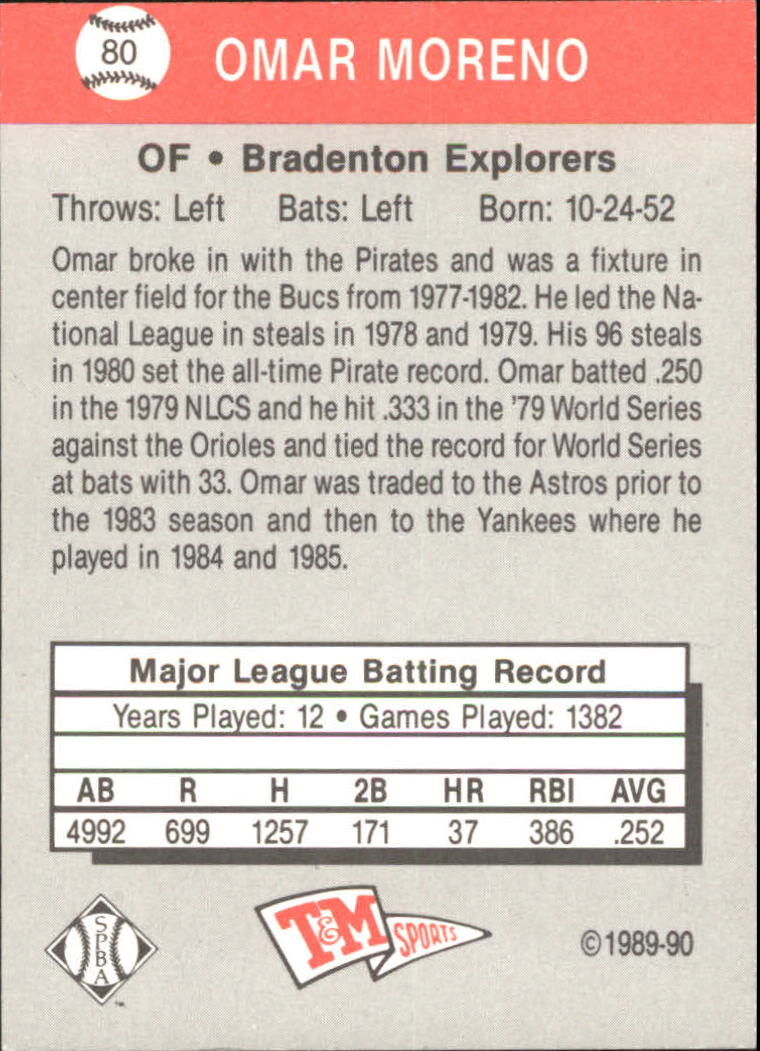 80
OMAR MORENO
OF • Bradenton Explorers
Throws: Left Bats: Left Born: 10-24-52
Omar broke in with the Pirates and was a fixture in
center field for the Bucs from 1977-1982. He led the Na-
tional League in steals in 1978 and 1979. His 96 steals
in 1980 set the all-time Pirate record. Omar batted .250
in the 1979 NLCS and he hit .333 in the '79 World Series
against the Orioles and tied the record for World Series
at bats with 33. Omar was traded to the Astros prior to
the 1983 season and then to the Yankees where he
played in 1984 and 1985.
Major League Batting Record
Years Played: 12 • Games Played: 1382
AB R H 2B HR RBI AVG
4992 699 1257 171 37 386 .252
SPBA
™
T&M
SPORTS
©1989-90